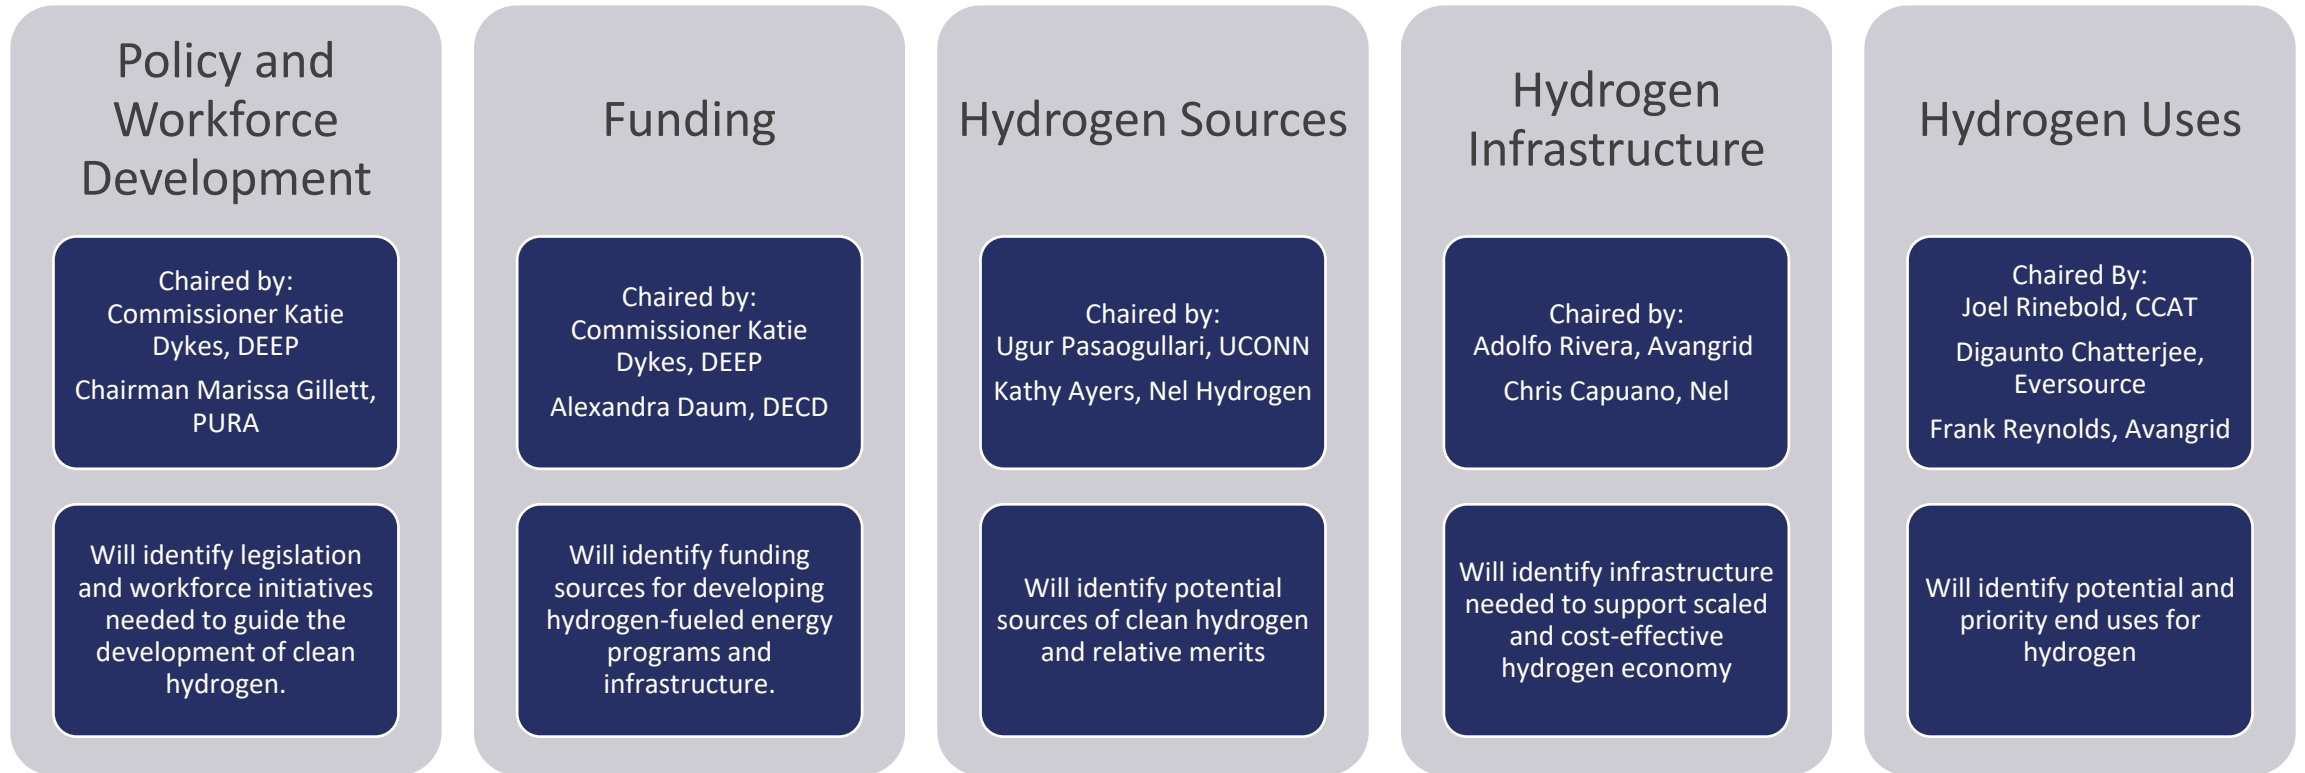 Policy and
Workforce
Development
Chaired by:
Commissioner Katie
Dykes, DEEP
Chairman Marissa Gillett,
PURA
Will identify legislation
and workforce initiatives
needed to guide the
development of clean
hydrogen.
Funding
Chaired by:
Commissioner Katie
Dykes, DEEP
Alexandra Daum, DECD
Will identify funding
sources for developing
hydrogen-fueled energy
programs and
infrastructure.
Hydrogen Sources
Chaired by:
Ugur Pasaogullari, UCONN
Kathy Ayers, Nel Hydrogen
Will identify potential
sources of clean hydrogen
and relative merits
Hydrogen
Infrastructure
Chaired by:
Adolfo Rivera, Avangrid
Chris Capuano, Nel
Will identify infrastructure
needed to support scaled
and cost-effective
hydrogen economy
Hydrogen Uses
Chaired By:
Joel Rinebold, CCAT
Digaunto Chatterjee,
Eversource
Frank Reynolds, Avangrid
Will identify potential and
priority end uses for
hydrogen